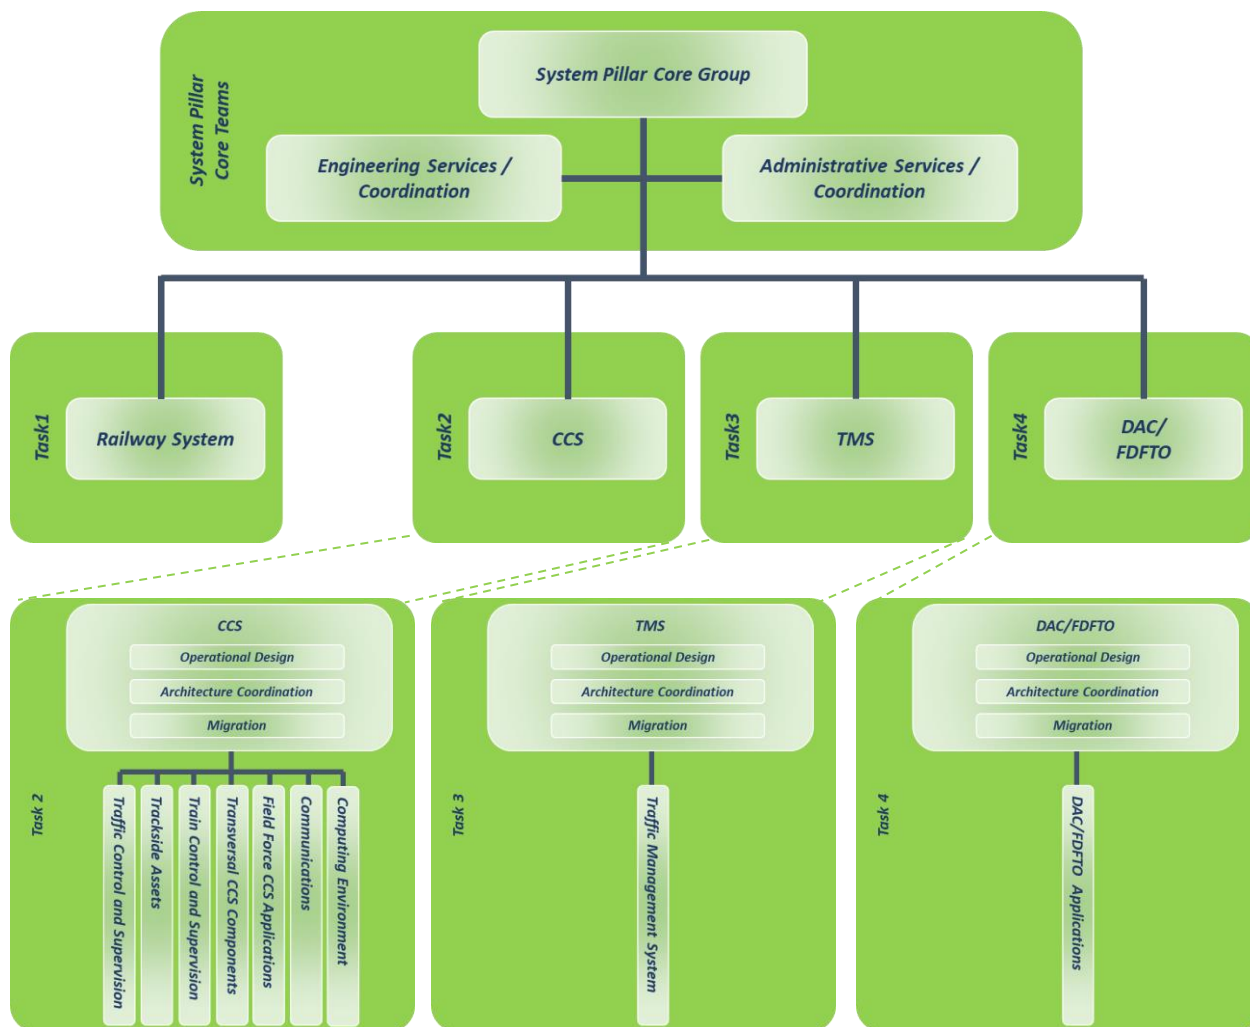 System Pillar
Core Teams
System Pillar Core Group
Engineering Services /
Coordination
Administrative Services /
Coordination
Task1
Railway System
Task2
CCS
Task3
TMS
Task4
DAC/
FDFTO
Task 2
CCS
Operational Design
Architecture Coordination
Migration
Traffic Control and Supervision
Trackside Assets
Train Control and Supervision
Transversal CCS Components
Field Force CCS Applications
Communications
Computing Environment
Task 3
TMS
Operational Design
Architecture Coordination
Migration
Traffic Management System
Task 4
DAC/FDFTO
Operational Design
Architecture Coordination
Migration
DAC/FDFTO Applications